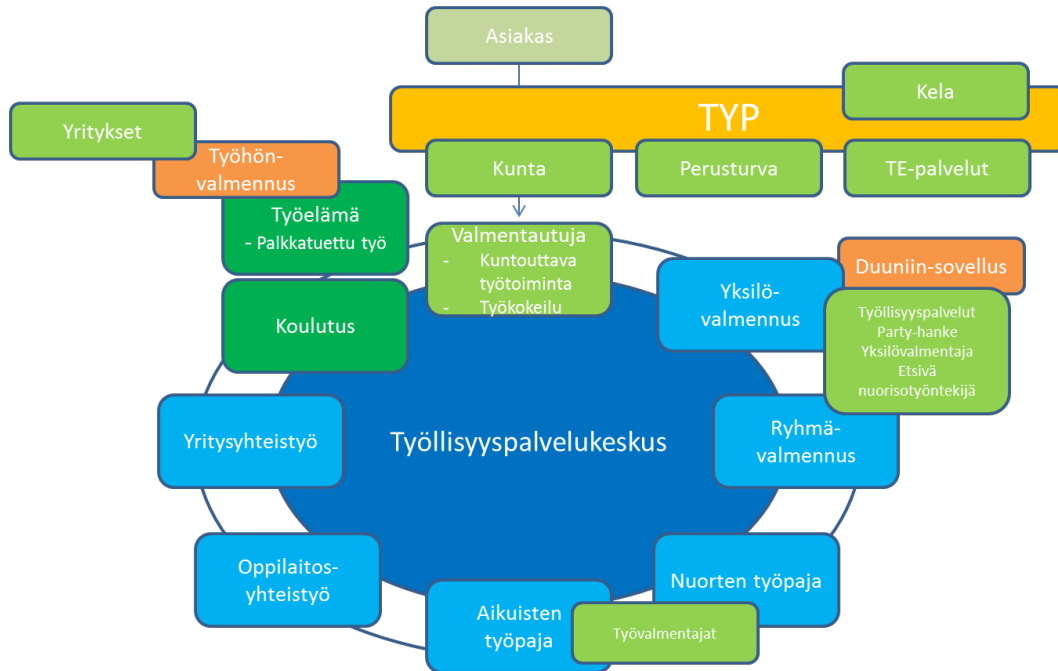 Asiakas
Kela
TYP
Yritykset
Työhön-
valmennus
Kunta
Perusturva
TE-palvelut
Työelämä
- Palkkatuettu työ
Valmentautuja
- Kuntouttava
työtoiminta
- Työkokeilu
Yksilö-
valmennus
Duuniin-sovellus
Työllisyyspalvelut
Party-hanke
Yksilövalmentaja
Etsivä
nuorisotyöntekijä
Koulutus
Yritysyhteistyö
Työllisyyspalvelukeskus
Ryhmä-
valmennus
Oppilaitos-
yhteistyö
Aikuisten
työpaja
Työvalmentajat
Nuorten työpaja